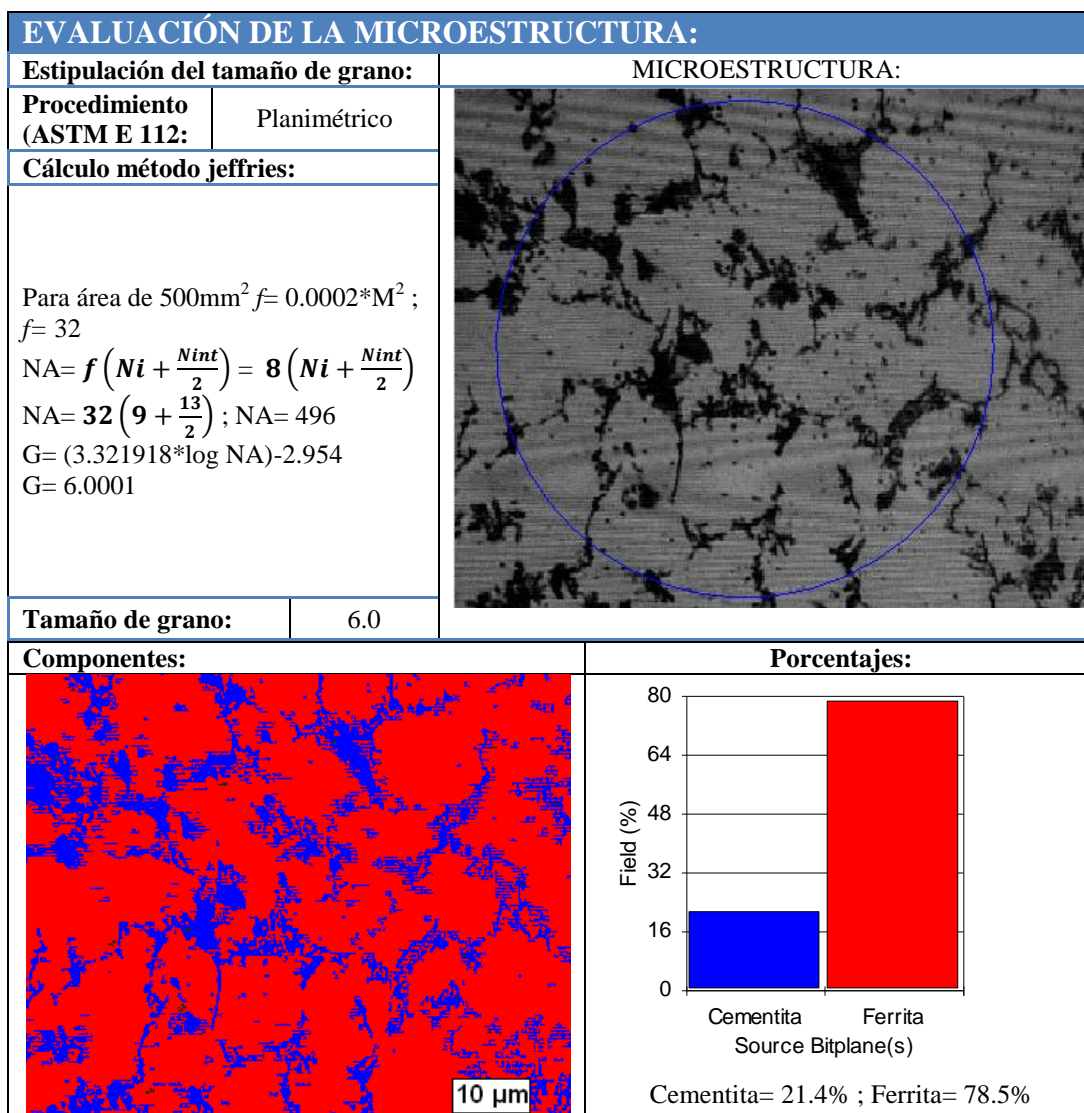 EVALUACIÓN DE LA MICROESTRUCTURA:
Estipulación del tamaño de grano:
MICROESTRUCTURA:
Procedimiento
(ASTM E 112:
Planimétrico
Cálculo método jeffries:
Para área de 500mm² f= 0.0002*M² ;
f= 32
NA= f(Ni + Nint/2) = 8(Ni + Nint/2)
NA= 32(9 + 13/2) ; NA= 496
G= (3.321918*log NA)-2.954
G= 6.0001
Tamaño de grano:
6.0
Componentes:
Porcentajes:
10 µm
80
64
48
32
16
0
Field (%)
Cementita Ferrita
Source Bitplane(s)
Cementita= 21.4% ; Ferrita= 78.5%